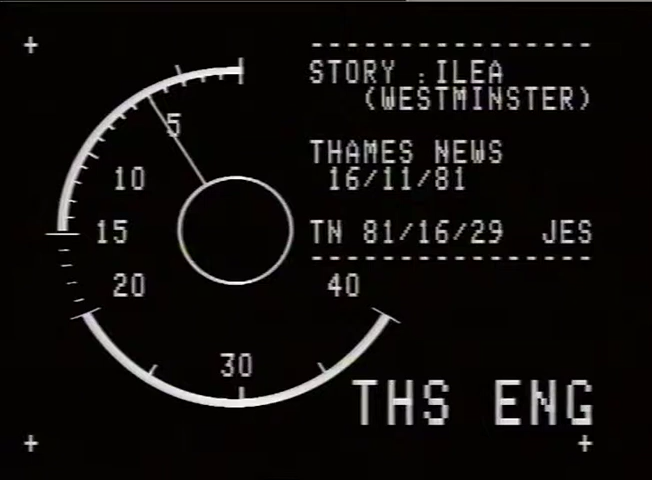 STORY :ILEA
(WESTMINSTER)
THAMES NEWS
16/11/81
TN 81/16/29 JES
5
10
15
20
40
30
THS ENG